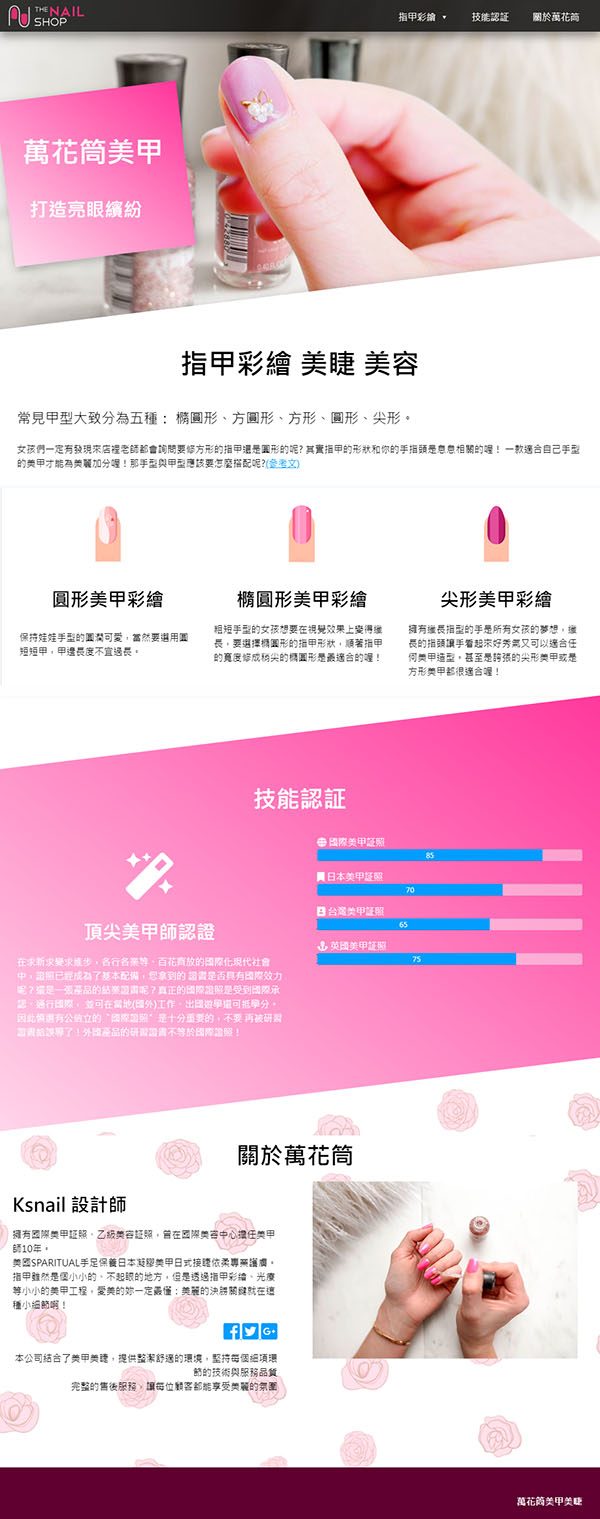 THE NAIL
SHOP
指甲彩繪 ▼ 技能認証 關於萬花筒
萬花筒美甲
打造亮眼繽紛
指甲彩繪 美睫 美容
常見甲型大致分為五種： 橢圓形、方圓形、方形、圓形、尖形。
女孩們一定有發現來店裡老師都會詢問要修方形的指甲還是圓形的呢? 其實指甲的形狀和你的手指頭是息息相關的喔！ 一款適合自己手型
的美甲才能為美麗加分喔！那手型與甲型應該要怎麼搭配呢?(參考文)
圓形美甲彩繪
保持娃娃手型的圓潤可愛，當然要選用圓
短短甲，甲邊長度不宜過長。
橢圓形美甲彩繪
粗短手型的女孩想要在視覺效果上變得纖
長，要選擇橢圓形的指甲形狀，順著指甲
的寬度修成稍尖的橢圓形是最適合的喔！
尖形美甲彩繪
擁有纖長指型的手是所有女孩的夢想，纖
長的指頭讓手看起來好秀氣又可以適合任
何美甲造型，甚至是誇張的尖形美甲或是
方形美甲都很適合喔！
技能認証
頂尖美甲師認證
在求新求變求進步，各行各業等、百花齊放的國際化現代社會
中，證照已經成為了基本配備，您拿到的 證書是否具有國際效力
呢？還是一張產品的結業證書呢？真正的國際證照是受到國際承
認、通行國際， 並可在當地(國外)工作、出國遊學還可抵學分。
因此慎選有公信立的＂國際證照＂是十分重要的，不要 再被研習
證書給誤導了！外國產品的研習證書不等於國際證照！
國際美甲証照
85
日本美甲証照
70
台灣美甲証照
65
英國美甲証照
75
關於萬花筒
Ksnail 設計師
擁有國際美甲証照、乙級美容証照，曾在國際美容中心擔任美甲
師10年。
美國SPARITUAL手足保養日本凝膠美甲日式接睫依柔專業護膚。
指甲雖然是個小小的、不起眼的地方，但是透過指甲彩繪、光療
等小小的美甲工程，愛美的妳一定最懂：美麗的決勝關鍵就在這
種小細節啊！
本公司結合了美甲美睫，提供整潔舒適的環境，堅持每個細項環
節的技術與服務品質
完整的售後服務，讓每位顧客都能享受美麗的氛圍
萬花筒美甲美睫